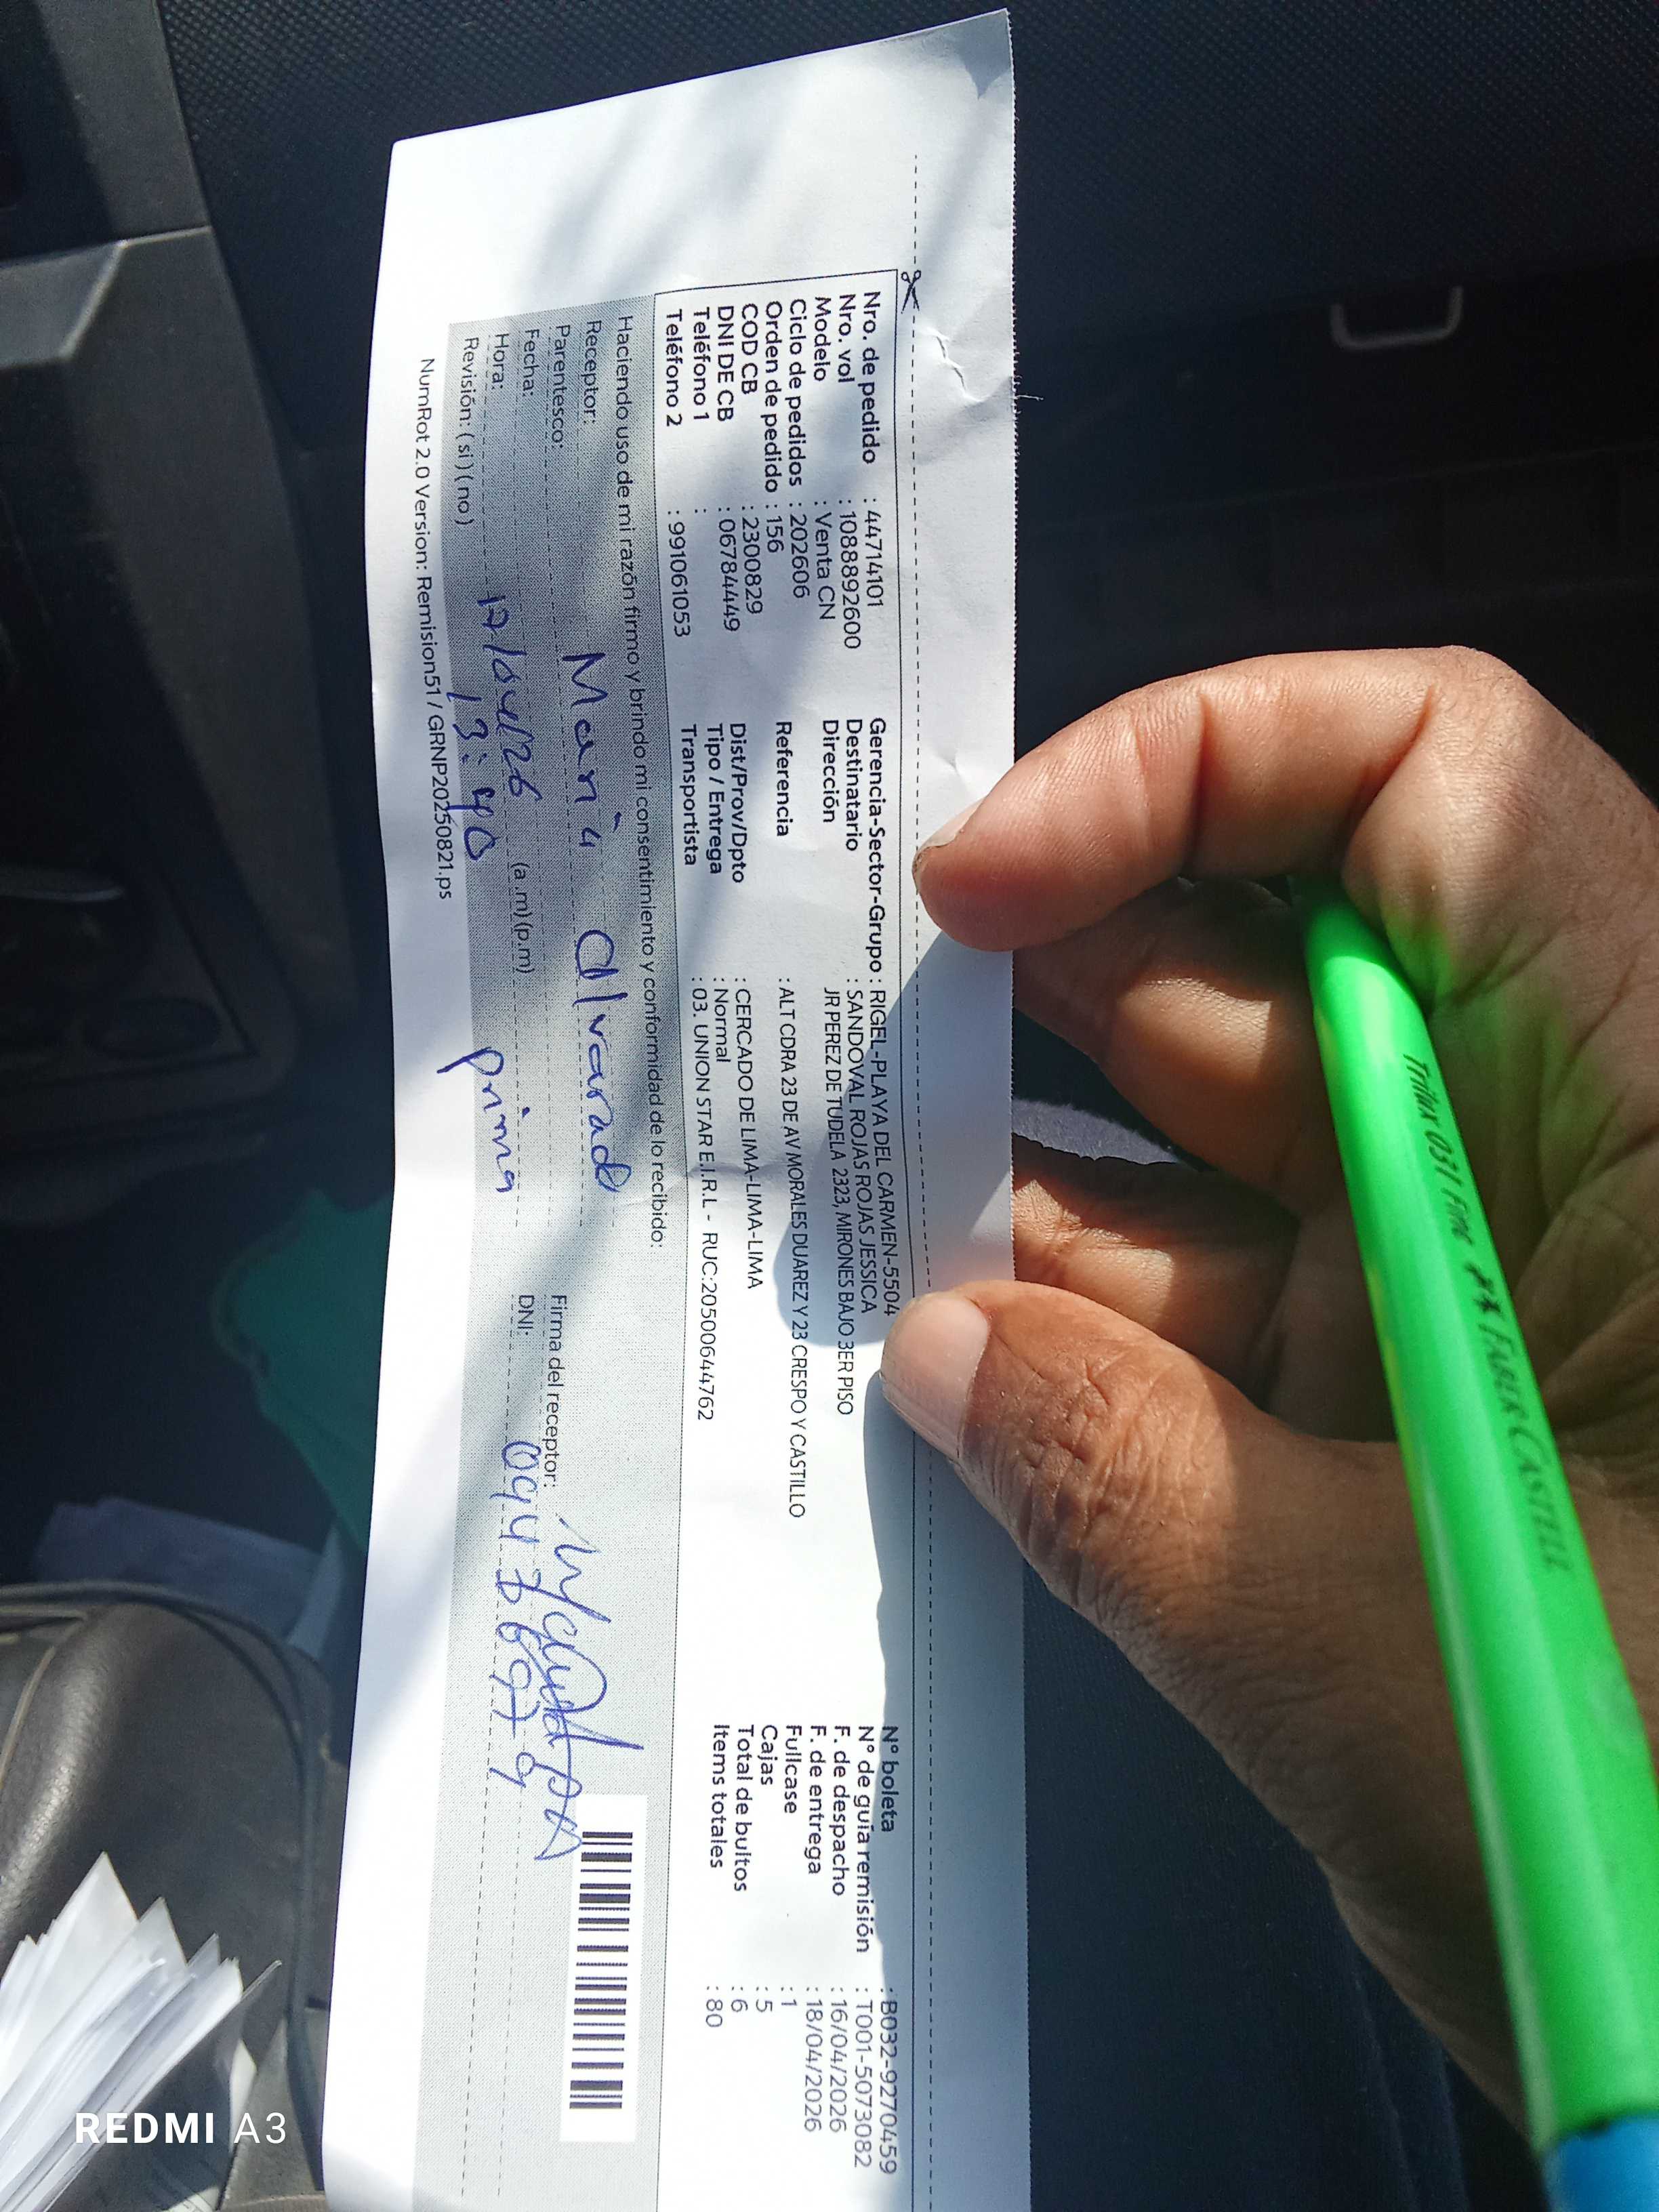 Nro. de pedido : 44714101
Nro. vol : 1088892600
Modelo : Venta CN
Ciclo de pedidos : 202606
Orden de pedido : 156
COD CB : 2300829
DNI DE CB : 06784449
Teléfono 1 :
Teléfono 2 : 991061053
Gerencia-Sector-Grupo : RIGEL-PLAYA DEL CARMEN-5504
Destinatario : SANDOVAL ROJAS ROJAS JESSICA
Dirección JR PEREZ DE TUDELA 2323, MIRONES BAJO 3ER PISO
Referencia : ALT CDRA 23 DE AV MORALES DUAREZ Y 23 CRESPO Y CASTILLO
Dist/Prov/Dpto : CERCADO DE LIMA-LIMA-LIMA
Tipo / Entrega : Normal
Transportista : 03. UNION STAR E.I.R.L - RUC:20500644762
N° boleta : B032-9270459
N° de guía remisión : T001-5073082
F. de despacho : 16/04/2026
F. de entrega : 18/04/2026
Fullcase : 1
Cajas : 5
Total de bultos : 6
Items totales : 80
Haciendo uso de mi razón firmo y brindo mi consentimiento y conformidad de lo recibido:
Receptor: Maria Alvarado
Parentesco: prima
Fecha: 17/04/26
Hora: 13:40 (a.m)(p.m)
Revisión: (si)(no)
Firma del receptor:
DNI:
NumRot 2.0 Version: Remision51 / GRNP20250821.ps
Trilux 031 Fine FABER-CASTELL
REDMI A3